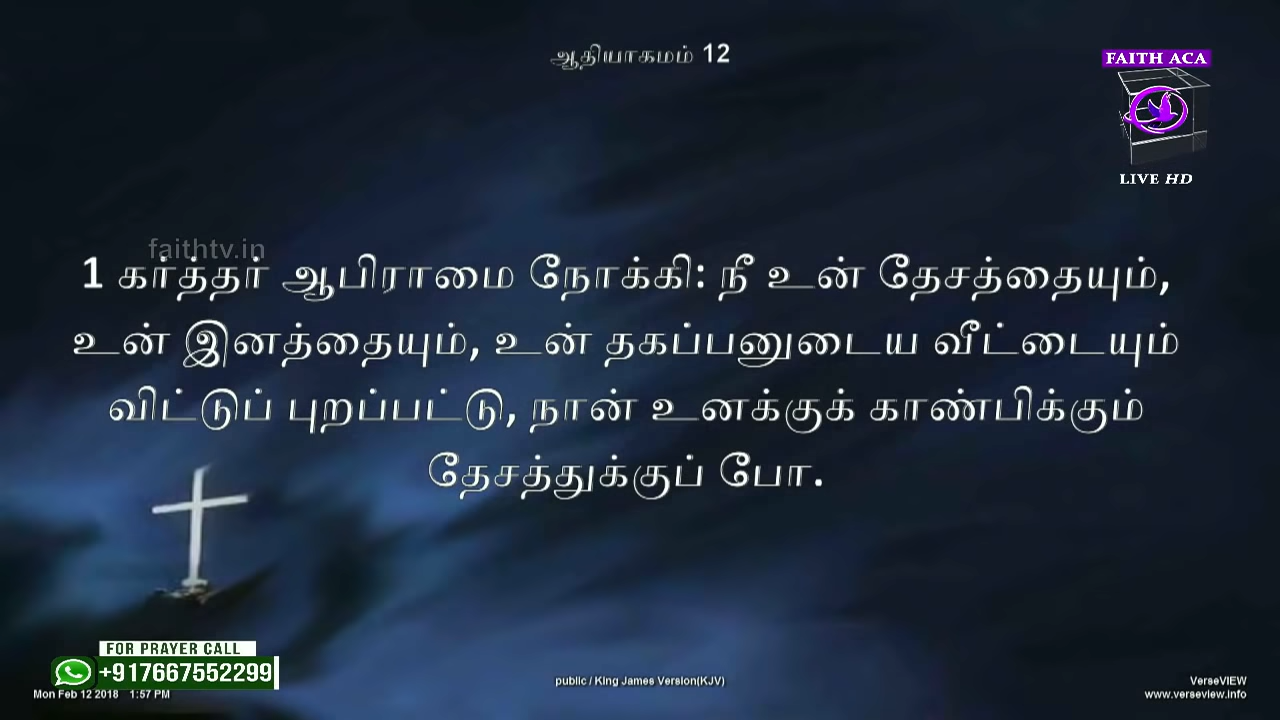 ஆதியாகமம் 12
FAITH ACA
LIVE HD
faithtv.in
1 கர்த்தர் ஆபிராமை நோக்கி: நீ உன் தேசத்தையும்,
உன் இனத்தையும், உன் தகப்பனுடைய வீட்டையும்
விட்டுப் புறப்பட்டு, நான் உனக்குக் காண்பிக்கும்
தேசத்துக்குப் போ.
FOR PRAYER CALL
+917667552299
Mon Feb 12 2018 1:57 PM
public / King James Version(KJV)
VerseVIEW
www.verseview.info